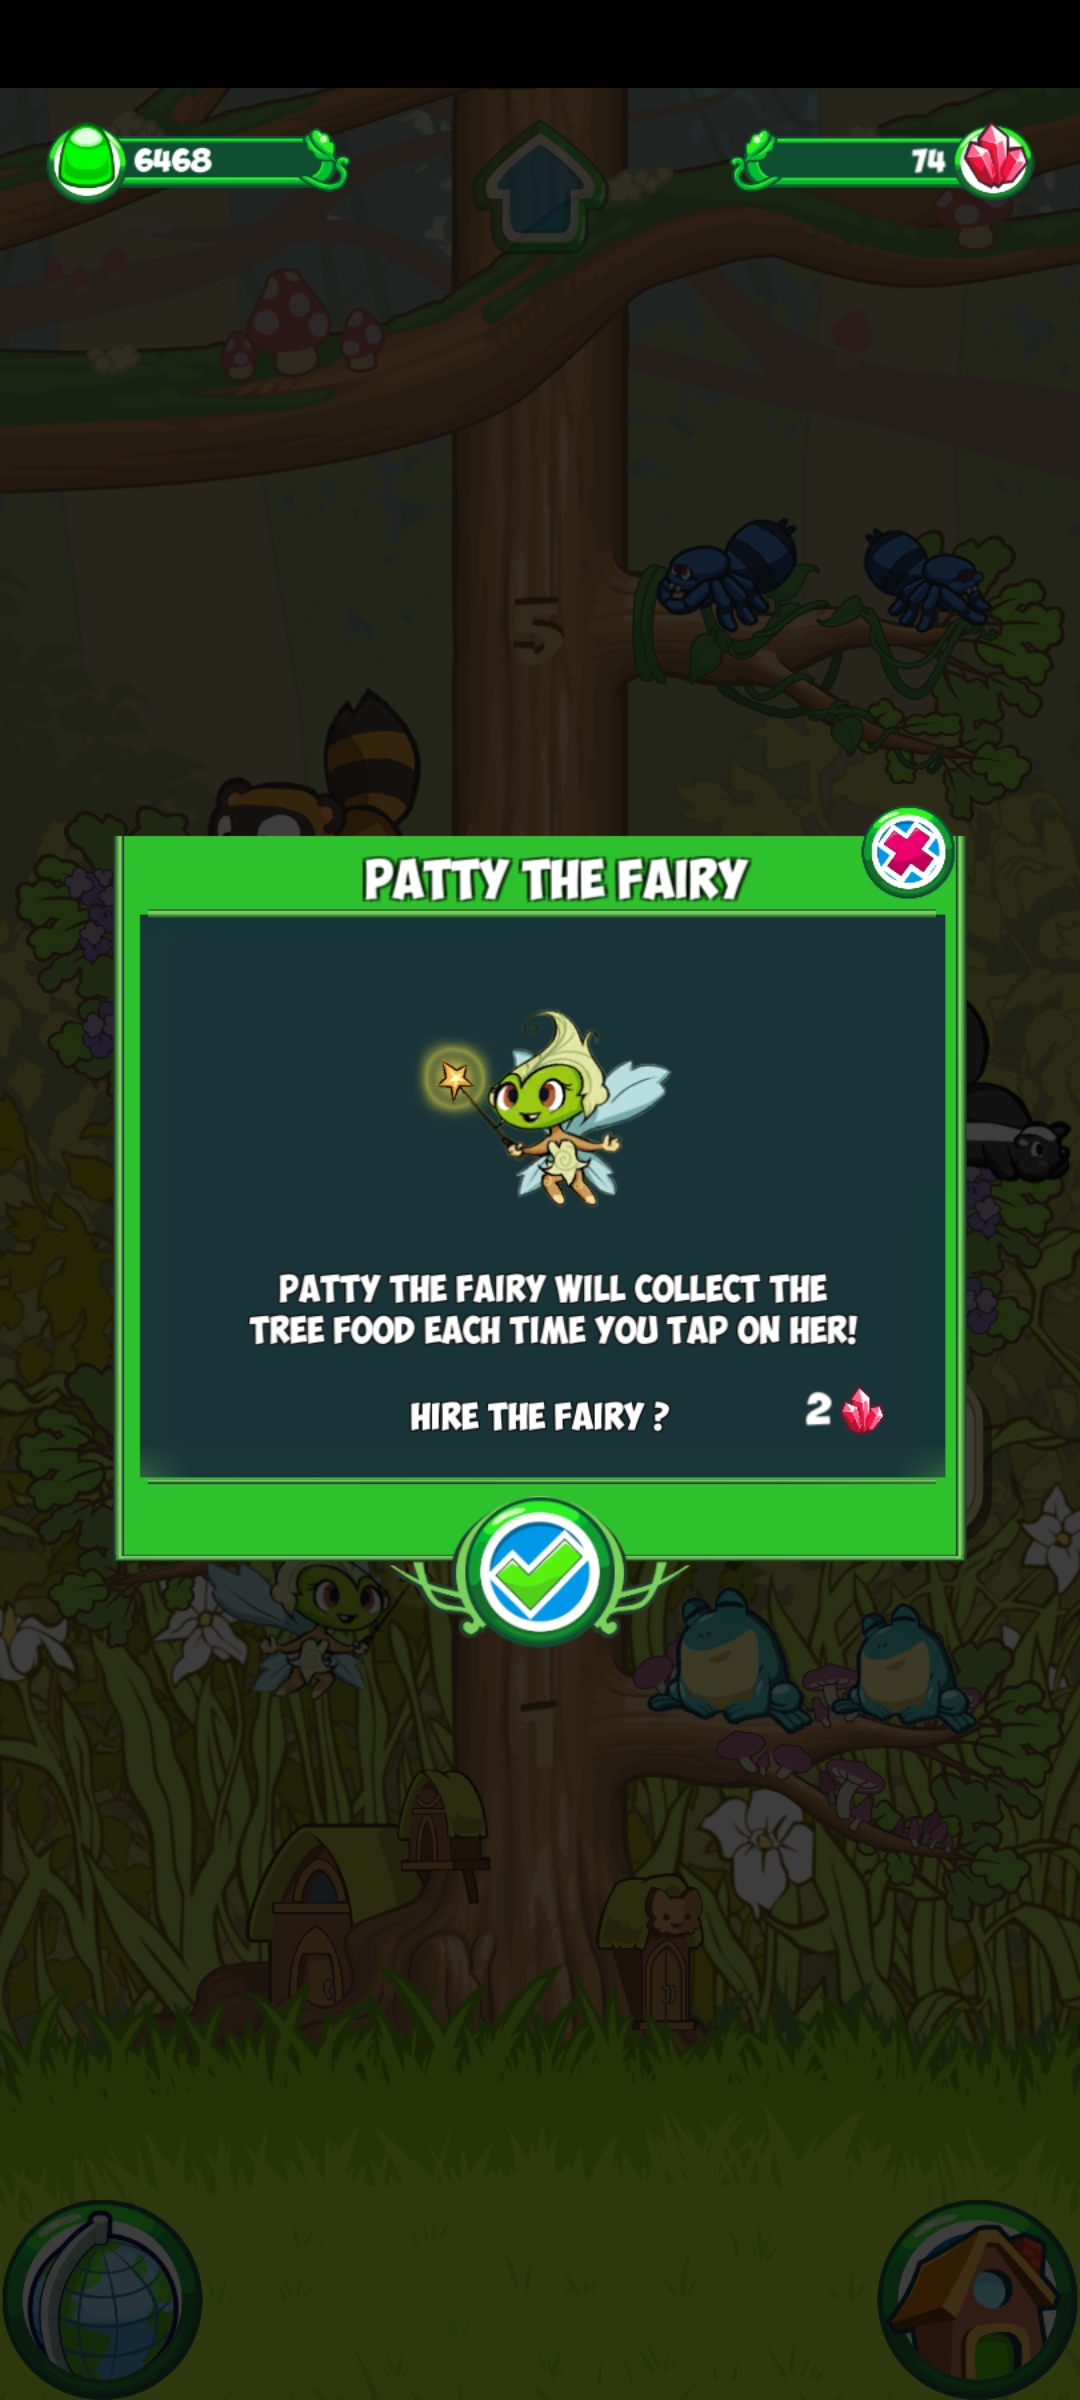 6468
74
5
PATTY THE FAIRY
PATTY THE FAIRY WILL COLLECT THE
TREE FOOD EACH TIME YOU TAP ON HER!
HIRE THE FAIRY ?
2
1